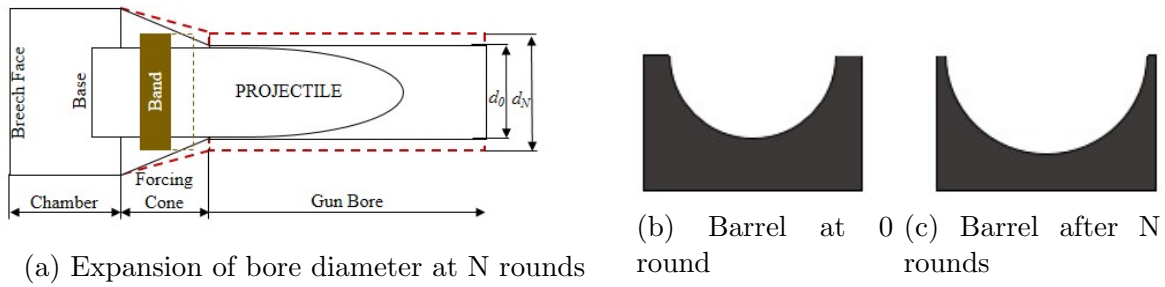 Breech Face
Base
Band
PROJECTILE
d0 dN
Forcing
Chamber
Cone
Gun Bore
(a) Expansion of bore diameter at N rounds
(b) Barrel at 0
round
(c) Barrel after N
rounds